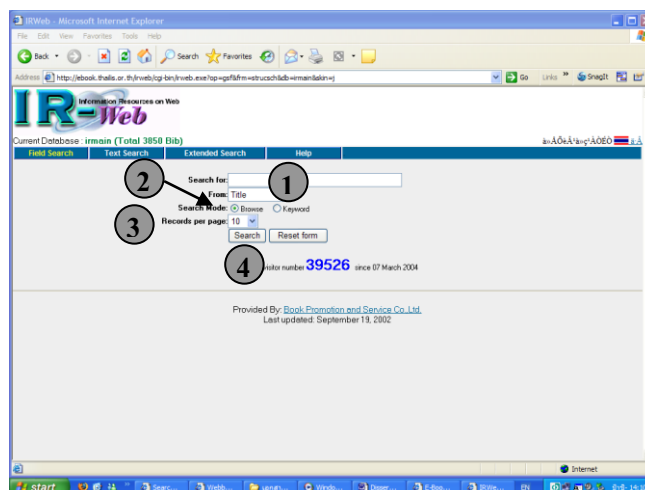 IRWeb - Microsoft Internet Explorer
File Edit View Favorites Tools Help
Back Search Favorites
Address http://ebook.thailis.or.th/irweb/cgi-bin/irweb.exe?op=gsf&frm=strucsch&db=irmain&skin=j Go Links » SnagIt
Information Resources on Web
IR-Web
Current Database : irmain (Total 3850 Bib)
Field Search Text Search Extended Search Help
Search for:
1
2
From: Title
Search Mode: Browse Keyword
3
Records per page: 10
Search Reset form
4
visitor number 39526 since 07 March 2004
Provided By: Book Promotion and Service Co.,Ltd.
Last updated: September 19, 2002
Internet
start Searc... Webb... Windo... Disser... E-Boo... EN